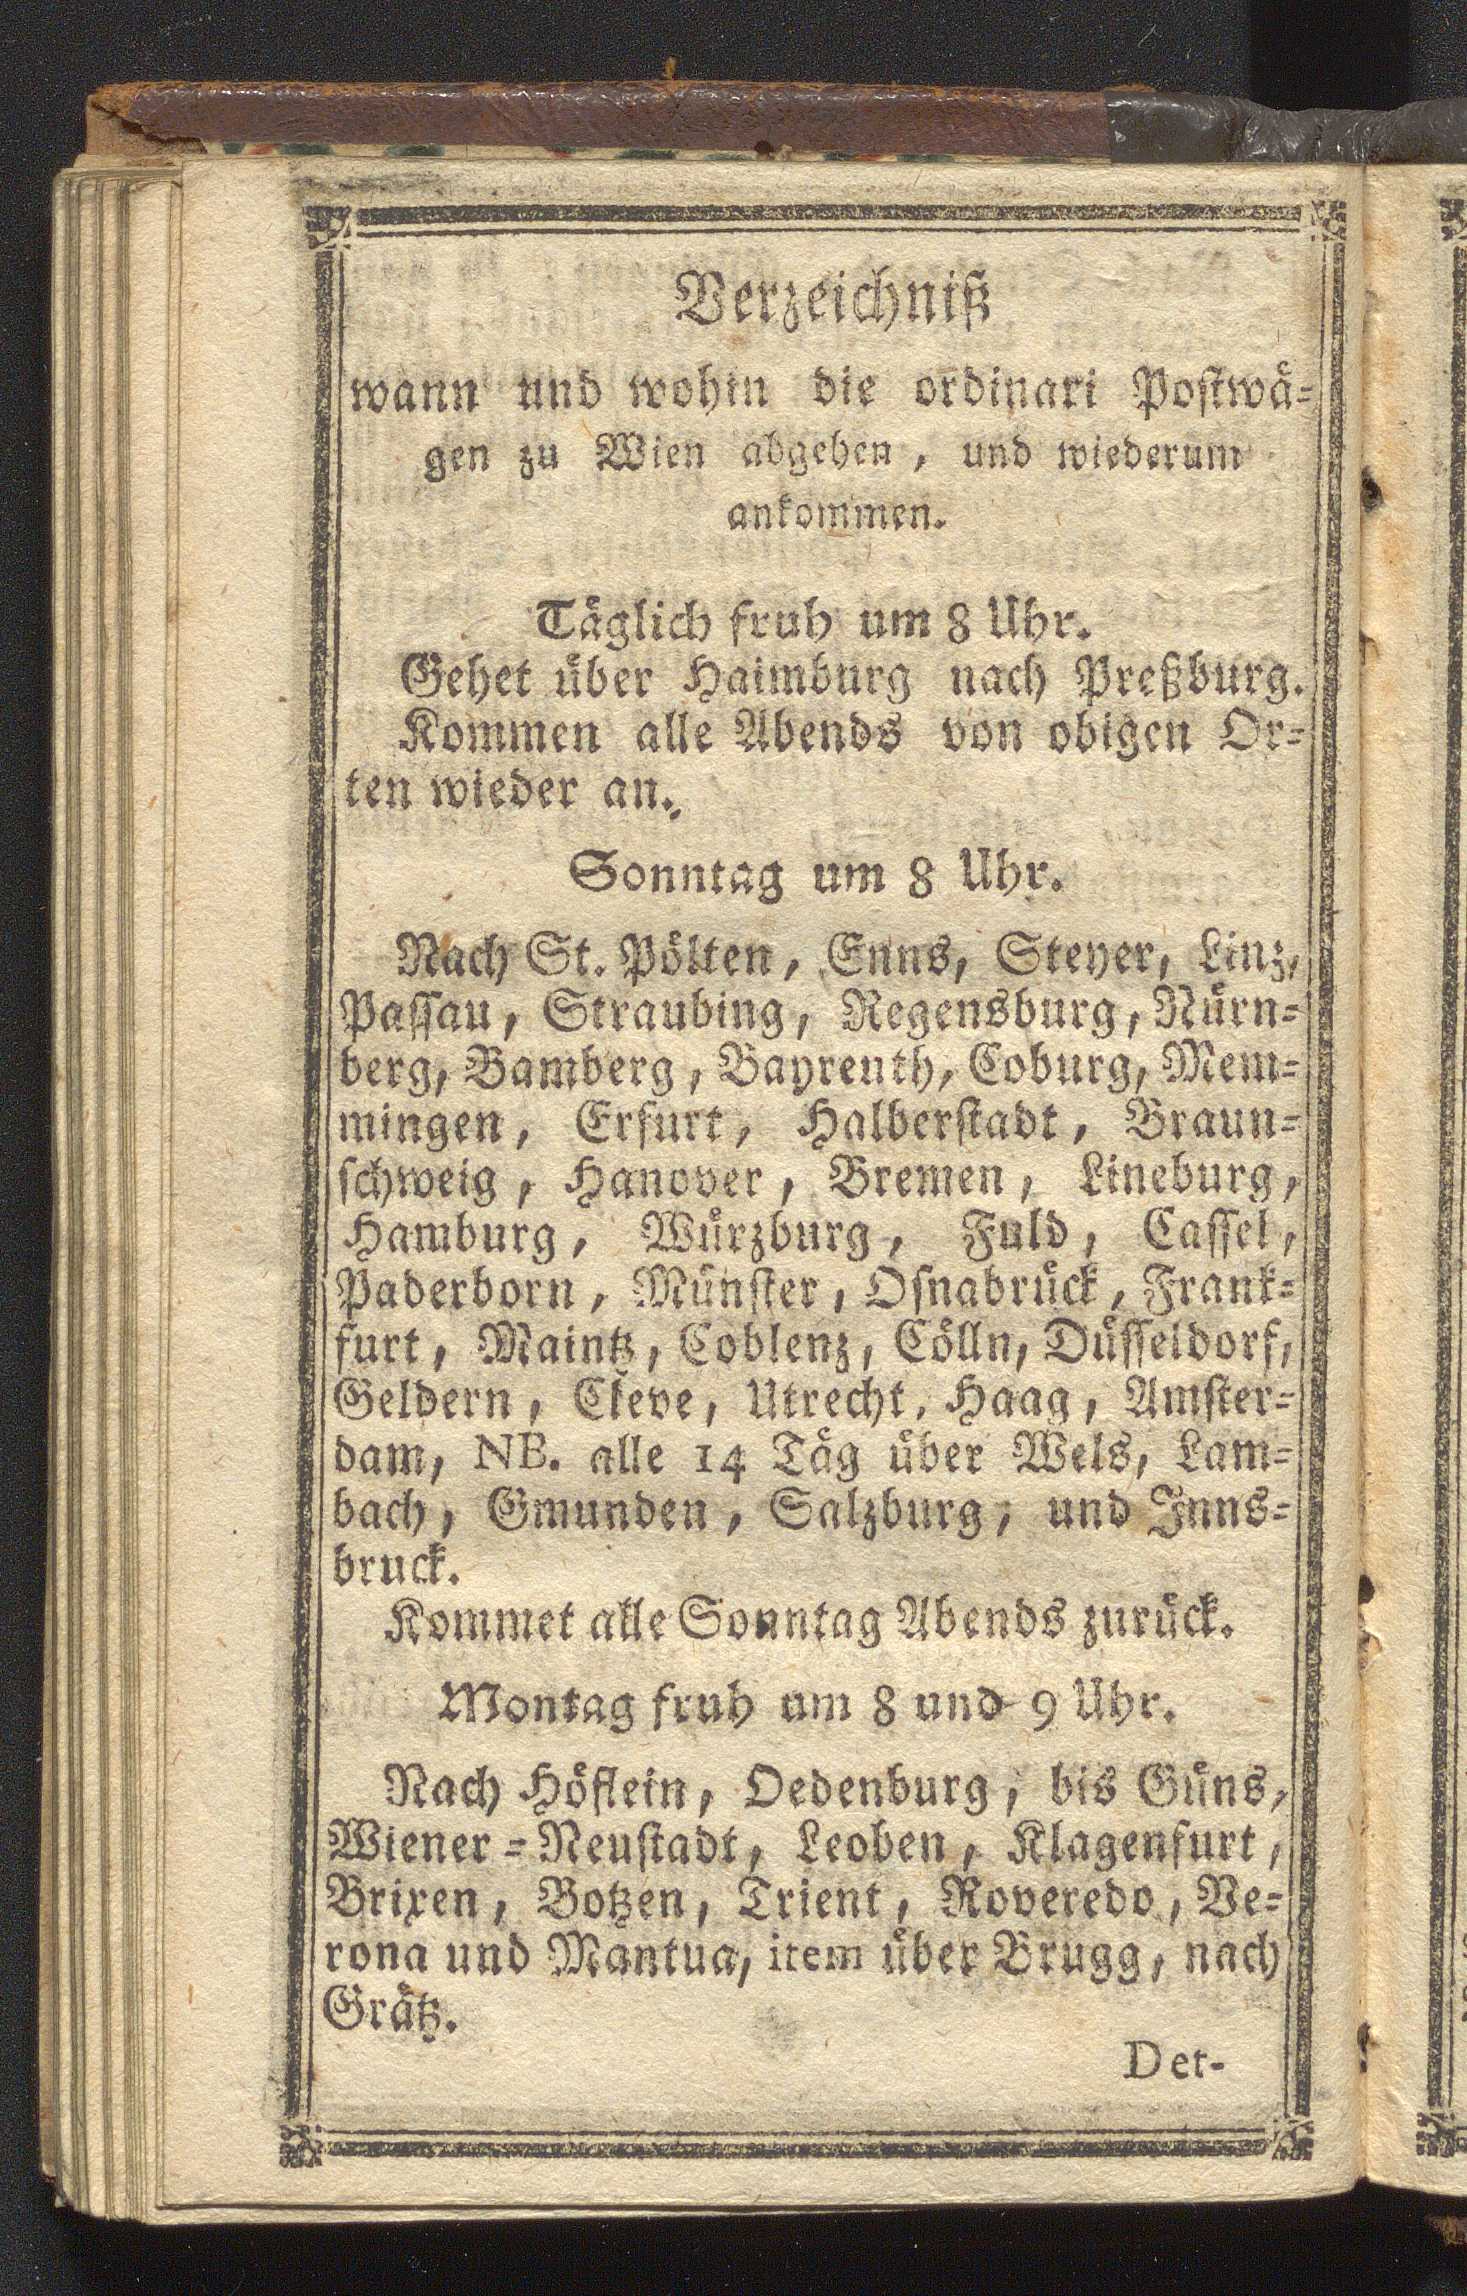 Verzeichniß
wann und wohin die ordinari Postwä-
gen zu Wien abgehen, und wiederum
ankommen.
Täglich fruh um 8 Uhr.
Gehet über Haimburg nach Preßburg.
Kommen alle Abends von obigen Or-
ten wieder an.
Sonntag um 8 Uhr.
Nach St. Pölten, Enns, Steyer, Linz,
Passau, Straubing, Regensburg, Nürn-
berg, Bamberg, Bayreuth, Coburg, Mem-
mingen, Erfurt, Halberstadt, Braun-
schweig, Hanover, Bremen, Lineburg,
Hamburg, Würzburg, Fuld, Cassel,
Paderborn, Münster, Osnabrück, Frank-
furt, Maintz, Coblenz, Cölln, Düsseldorf,
Geldern, Cleve, Utrecht, Haag, Amster-
dam, NB. alle 14 Täg über Wels, Lam-
bach, Gmunden, Salzburg, und Inns-
bruck.
Kommet alle Sonntag Abends zurück.
Montag fruh um 8 und 9 Uhr.
Nach Höflein, Oedenburg, bis Güns,
Wiener-Neustadt, Leoben, Klagenfurt,
Brixen, Botzen, Trient, Roveredo, Ve-
rona und Mantua, item über Brugg, nach
Grätz.
Det-